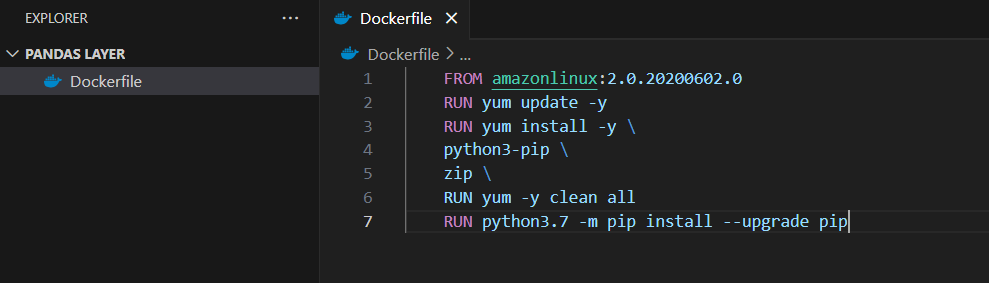 EXPLORER
PANDAS LAYER
Dockerfile
Dockerfile
Dockerfile > ...
1 FROM amazonlinux:2.0.20200602.0
2 RUN yum update -y
3 RUN yum install -y \
4 python3-pip \
5 zip \
6 RUN yum -y clean all
7 RUN python3.7 -m pip install --upgrade pip